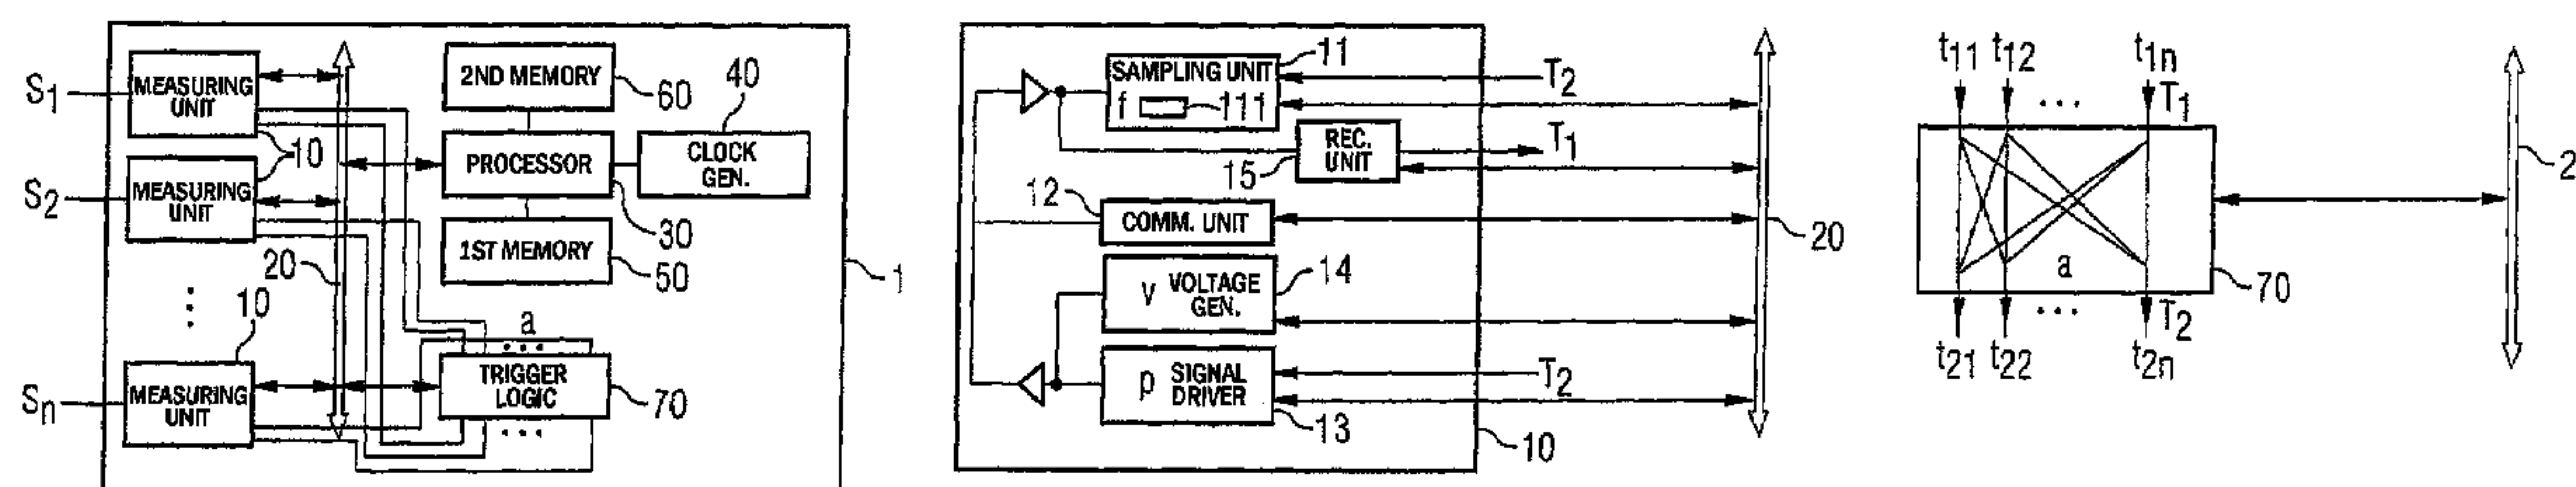 S1
MEASURING
UNIT
10
S2
MEASURING
UNIT
20
10
Sn
MEASURING
UNIT
2ND MEMORY
60
40
PROCESSOR
30
CLOCK
GEN.
1ST MEMORY
50
1
a
...
TRIGGER
LOGIC
70
...
11
SAMPLING UNIT
f
111
T2
REC.
UNIT
15
T1
12
COMM. UNIT
20
14
V VOLTAGE
GEN.
p SIGNAL
DRIVER
T2
13
10
t11
t12
t1n
...
T1
a
70
...
T2
t21
t22
t2n
2